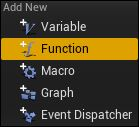 Add New
Variable
Function
Macro
Graph
Event Dispatcher